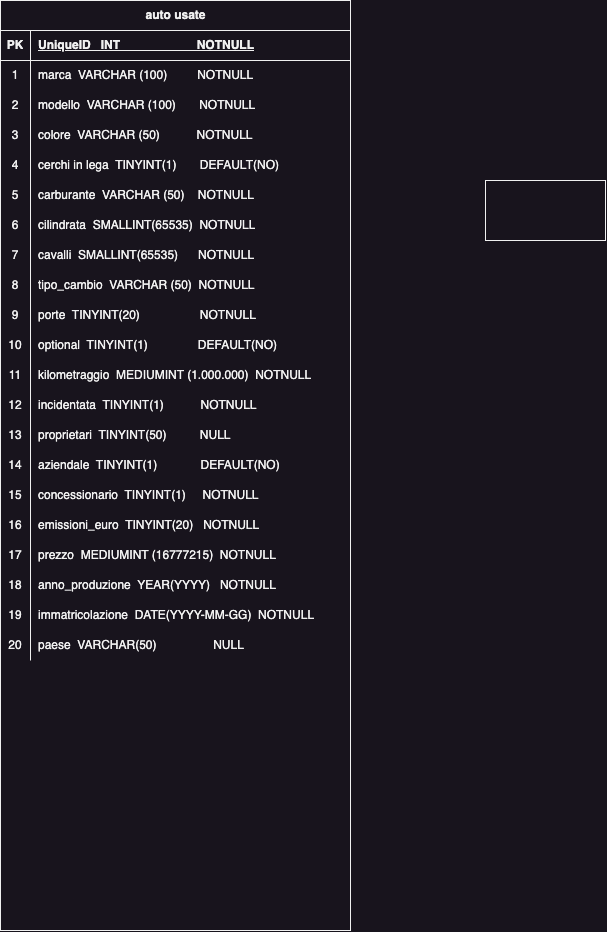 auto usate
PK UniqueID INT NOTNULL
1 marca VARCHAR (100) NOTNULL
2 modello VARCHAR (100) NOTNULL
3 colore VARCHAR (50) NOTNULL
4 cerchi in lega TINYINT(1) DEFAULT(NO)
5 carburante VARCHAR (50) NOTNULL
6 cilindrata SMALLINT(65535) NOTNULL
7 cavalli SMALLINT(65535) NOTNULL
8 tipo_cambio VARCHAR (50) NOTNULL
9 porte TINYINT(20) NOTNULL
10 optional TINYINT(1) DEFAULT(NO)
11 kilometraggio MEDIUMINT (1.000.000) NOTNULL
12 incidentata TINYINT(1) NOTNULL
13 proprietari TINYINT(50) NULL
14 aziendale TINYINT(1) DEFAULT(NO)
15 concessionario TINYINT(1) NOTNULL
16 emissioni_euro TINYINT(20) NOTNULL
17 prezzo MEDIUMINT (16777215) NOTNULL
18 anno_produzione YEAR(YYYY) NOTNULL
19 immatricolazione DATE(YYYY-MM-GG) NOTNULL
20 paese VARCHAR(50) NULL